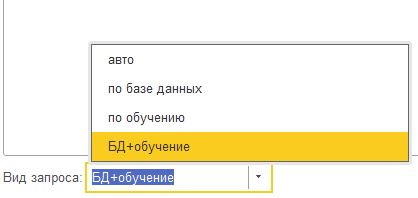 авто
по базе данных
по обучению
БД+обучение
Вид запроса: БД+обучение